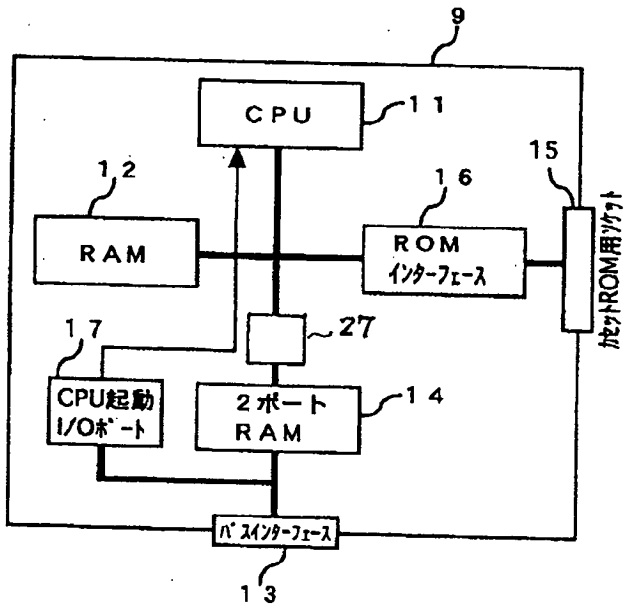 9
CPU
11
12
RAM
16
ROM
インターフェース
15
カセットROM用ソケット
27
17
CPU起動
I/Oポート
2ポート
RAM
14
バスインターフェース
13